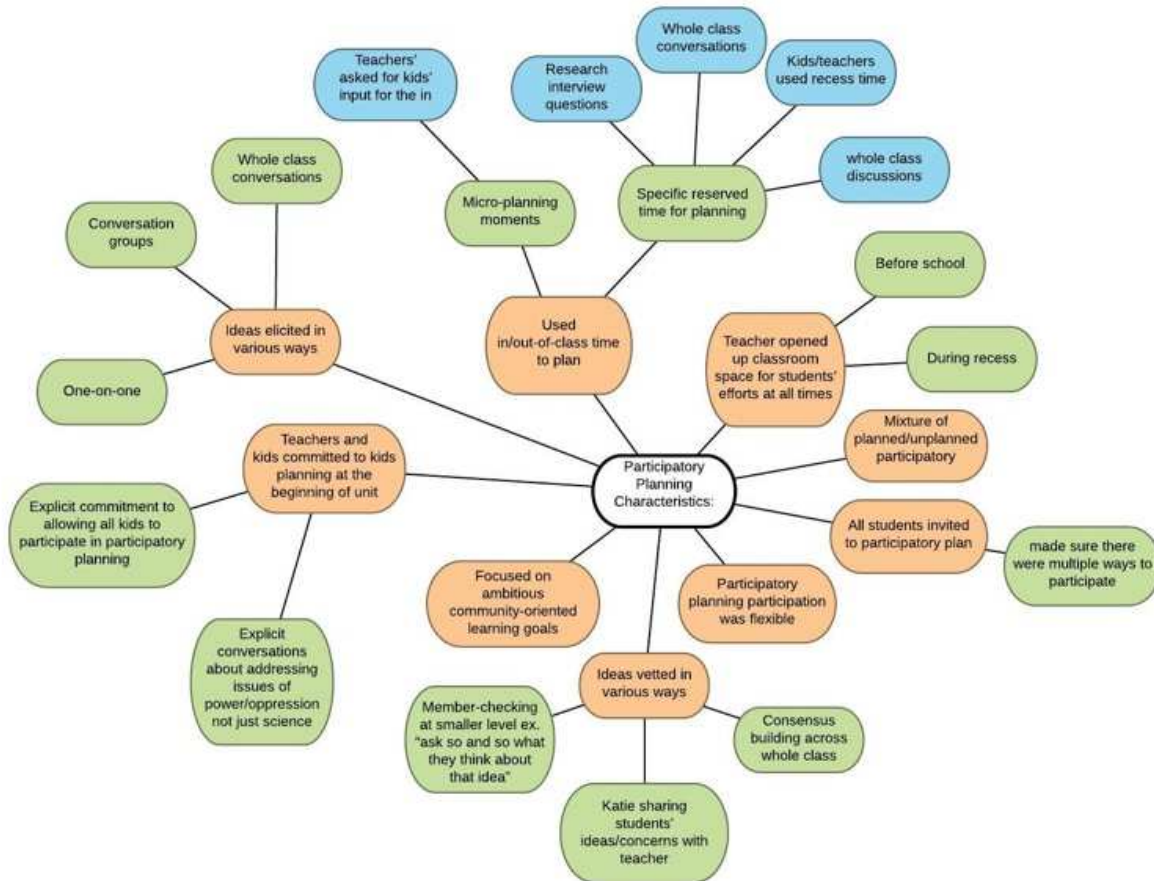 Whole class
conversations
Teachers'
asked for kids'
input for the in
Research
interview
questions
Kids/teachers
used recess time
whole class
discussions
Whole class
conversations
Micro-planning
moments
Specific reserved
time for planning
Conversation
groups
Before school
Ideas elicited in
various ways
Used
in/out-of-class time
to plan
Teacher opened
up classroom
space for students'
efforts at all times
During recess
One-on-one
Mixture of
planned/unplanned
participatory
Teachers and
kids committed to kids
planning at the
beginning of unit
Participatory
Planning
Characteristics:
Explicit commitment to
allowing all kids to
participate in participatory
planning
All students invited
to participatory plan
made sure there
were multiple ways to
participate
Focused on
ambitious
community-oriented
learning goals
Participatory
planning participation
was flexible
Explicit
conversations
about addressing
issues of
power/oppression
not just science
Ideas vetted in
various ways
Member-checking
at smaller level ex.
"ask so and so what
they think about
that idea"
Consensus
building across
whole class
Katie sharing
students'
ideas/concerns with
teacher